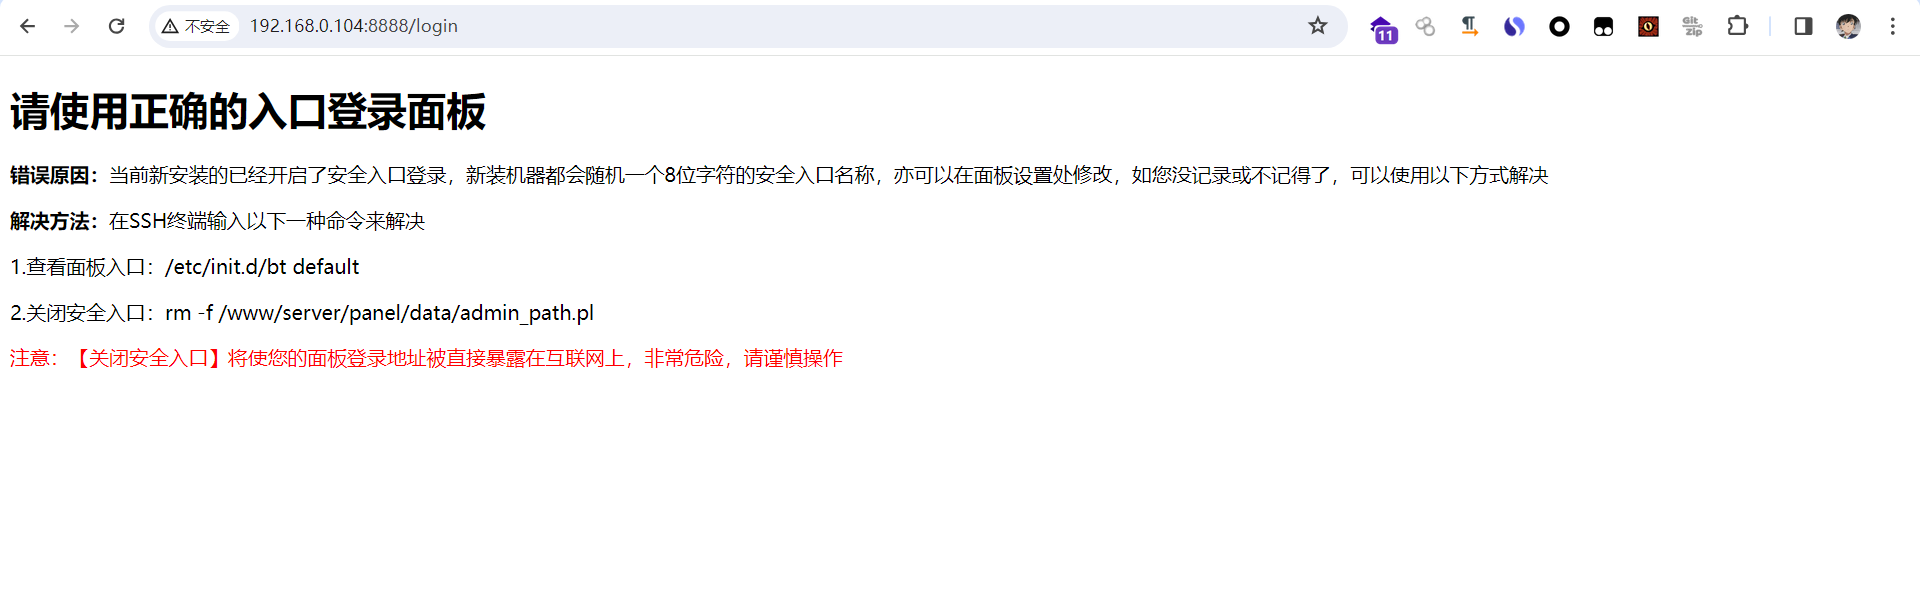 不安全 192.168.0.104:8888/login
11
Git
zip
请使用正确的入口登录面板
错误原因：当前新安装的已经开启了安全入口登录，新装机器都会随机一个8位字符的安全入口名称，亦可以在面板设置处修改，如您没记录或不记得了，可以使用以下方式解决
解决方法：在SSH终端输入以下一种命令来解决
1.查看面板入口：/etc/init.d/bt default
2.关闭安全入口：rm -f /www/server/panel/data/admin_path.pl
注意：【关闭安全入口】将使您的面板登录地址被直接暴露在互联网上，非常危险，请谨慎操作